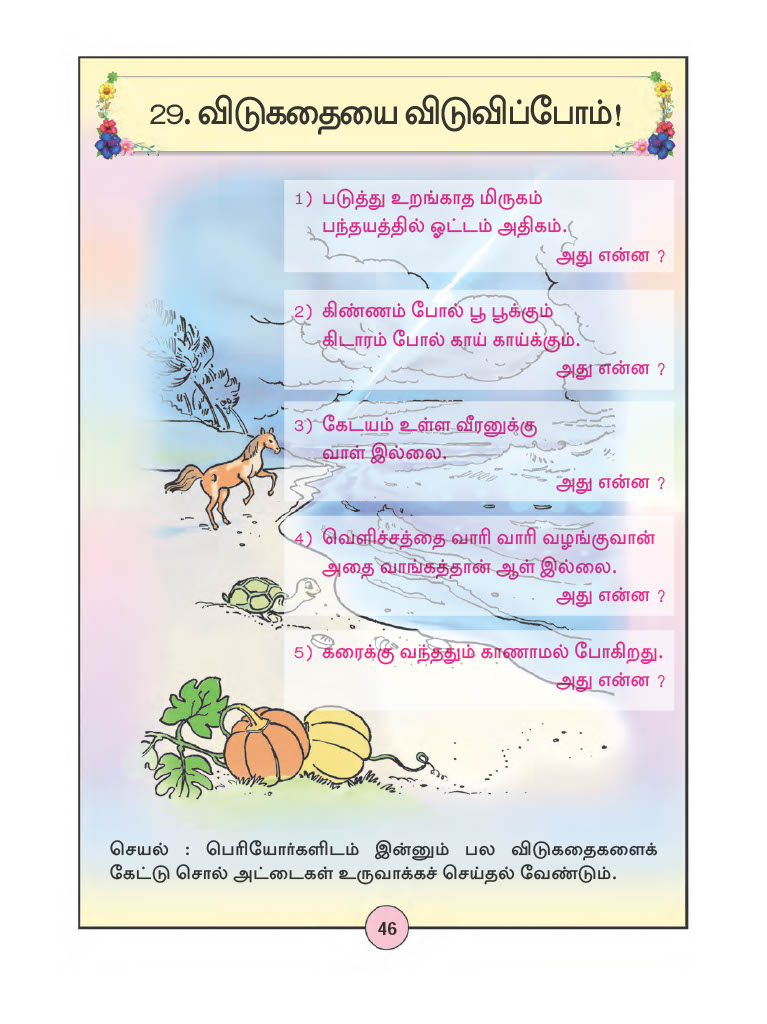 29. விடுகதையை விடுவிப்போம்!
1) படுத்து உறங்காத மிருகம்
பந்தயத்தில் ஓட்டம் அதிகம்.
அது என்ன ?
2) கிண்ணம் போல் பூ பூக்கும்
கிடாரம் போல் காய் காய்க்கும்.
அது என்ன ?
3) கேடயம் உள்ள வீரனுக்கு
வாள் இல்லை.
அது என்ன ?
4) வெளிச்சத்தை வாரி வாரி வழங்குவான்
அதை வாங்கத்தான் ஆள் இல்லை.
அது என்ன ?
5) கரைக்கு வந்ததும் காணாமல் போகிறது.
அது என்ன ?
செயல் : பெரியோர்களிடம் இன்னும் பல விடுகதைகளைக்
கேட்டு சொல் அட்டைகள் உருவாக்கச் செய்தல் வேண்டும்.
46